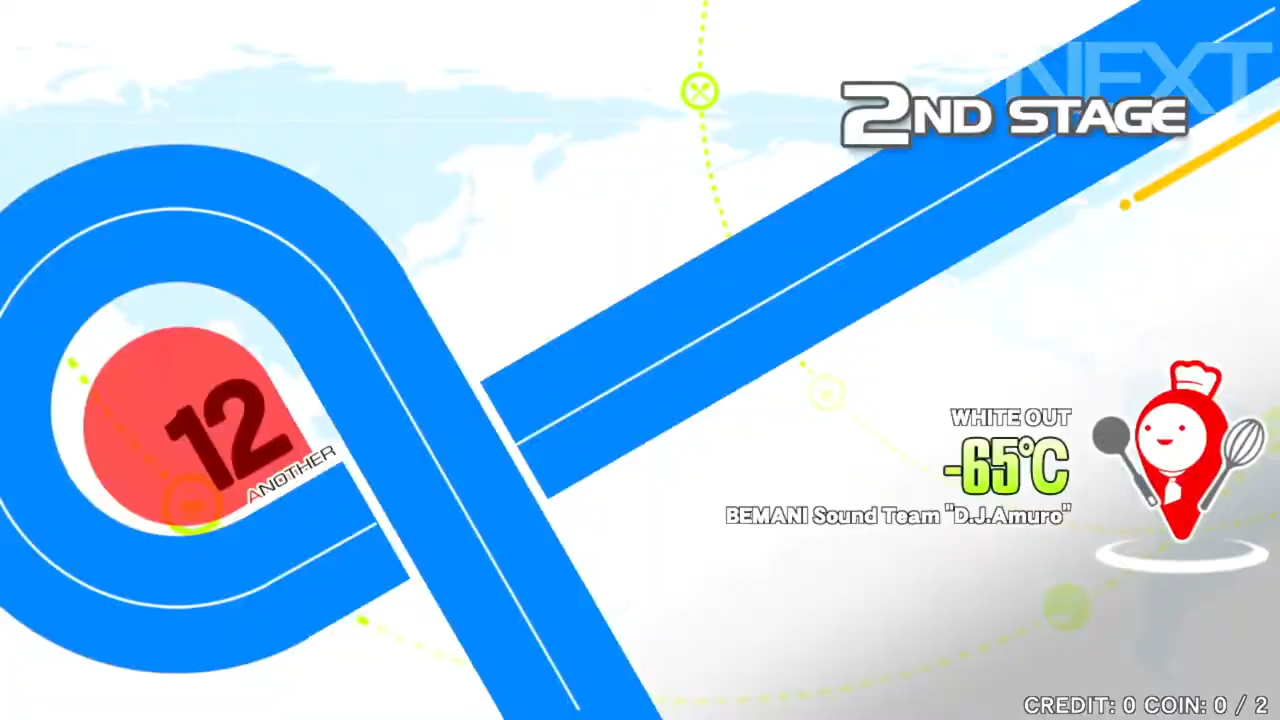 NEXT
2ND STAGE
12
ANOTHER
WHITE OUT
-65℃
BEMANI Sound Team "D.J.Amuro"
CREDIT: 0 COIN: 0 / 2